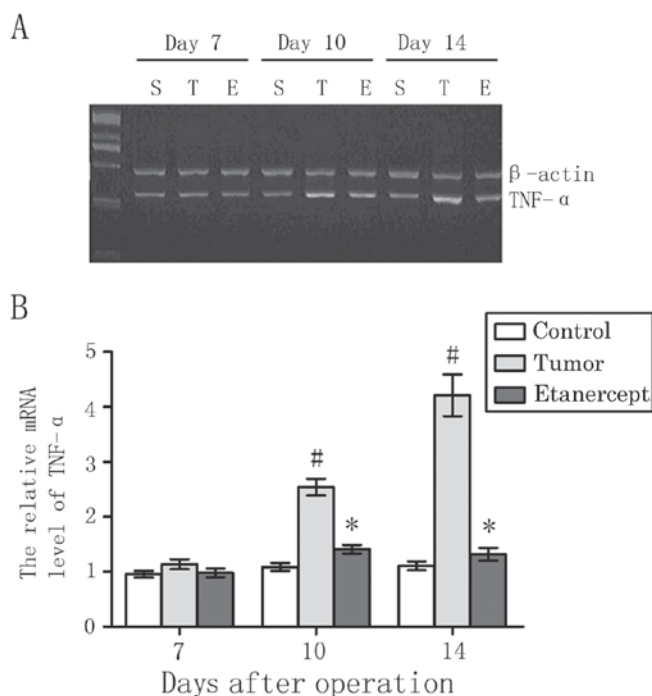 A
Day 7 Day 10 Day 14
S T E S T E S T E
β-actin
TNF-α
B
Control
Tumor
Etanercept
The relative mRNA
level of TNF-α
5
4
3
2
1
0
#
*
#
*
7 10 14
Days after operation